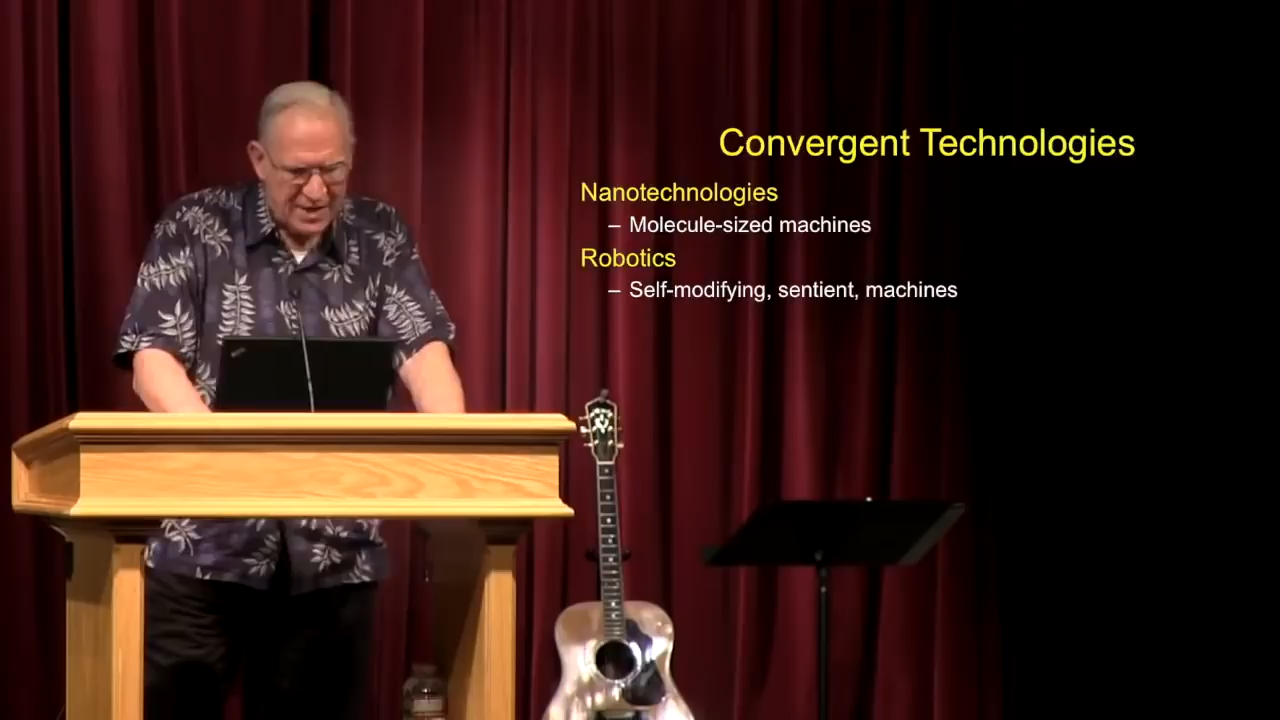 Convergent Technologies
Nanotechnologies
– Molecule-sized machines
Robotics
– Self-modifying, sentient, machines